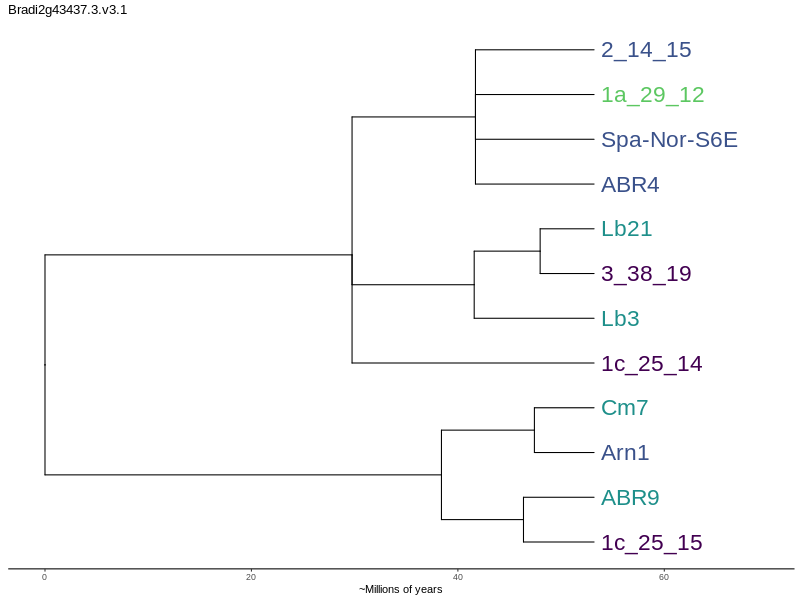 Bradi2g43437.3.v3.1
2_14_15
1a_29_12
Spa-Nor-S6E
ABR4
Lb21
3_38_19
Lb3
1c_25_14
Cm7
Arn1
ABR9
1c_25_15
0 20 40 60
~Millions of years